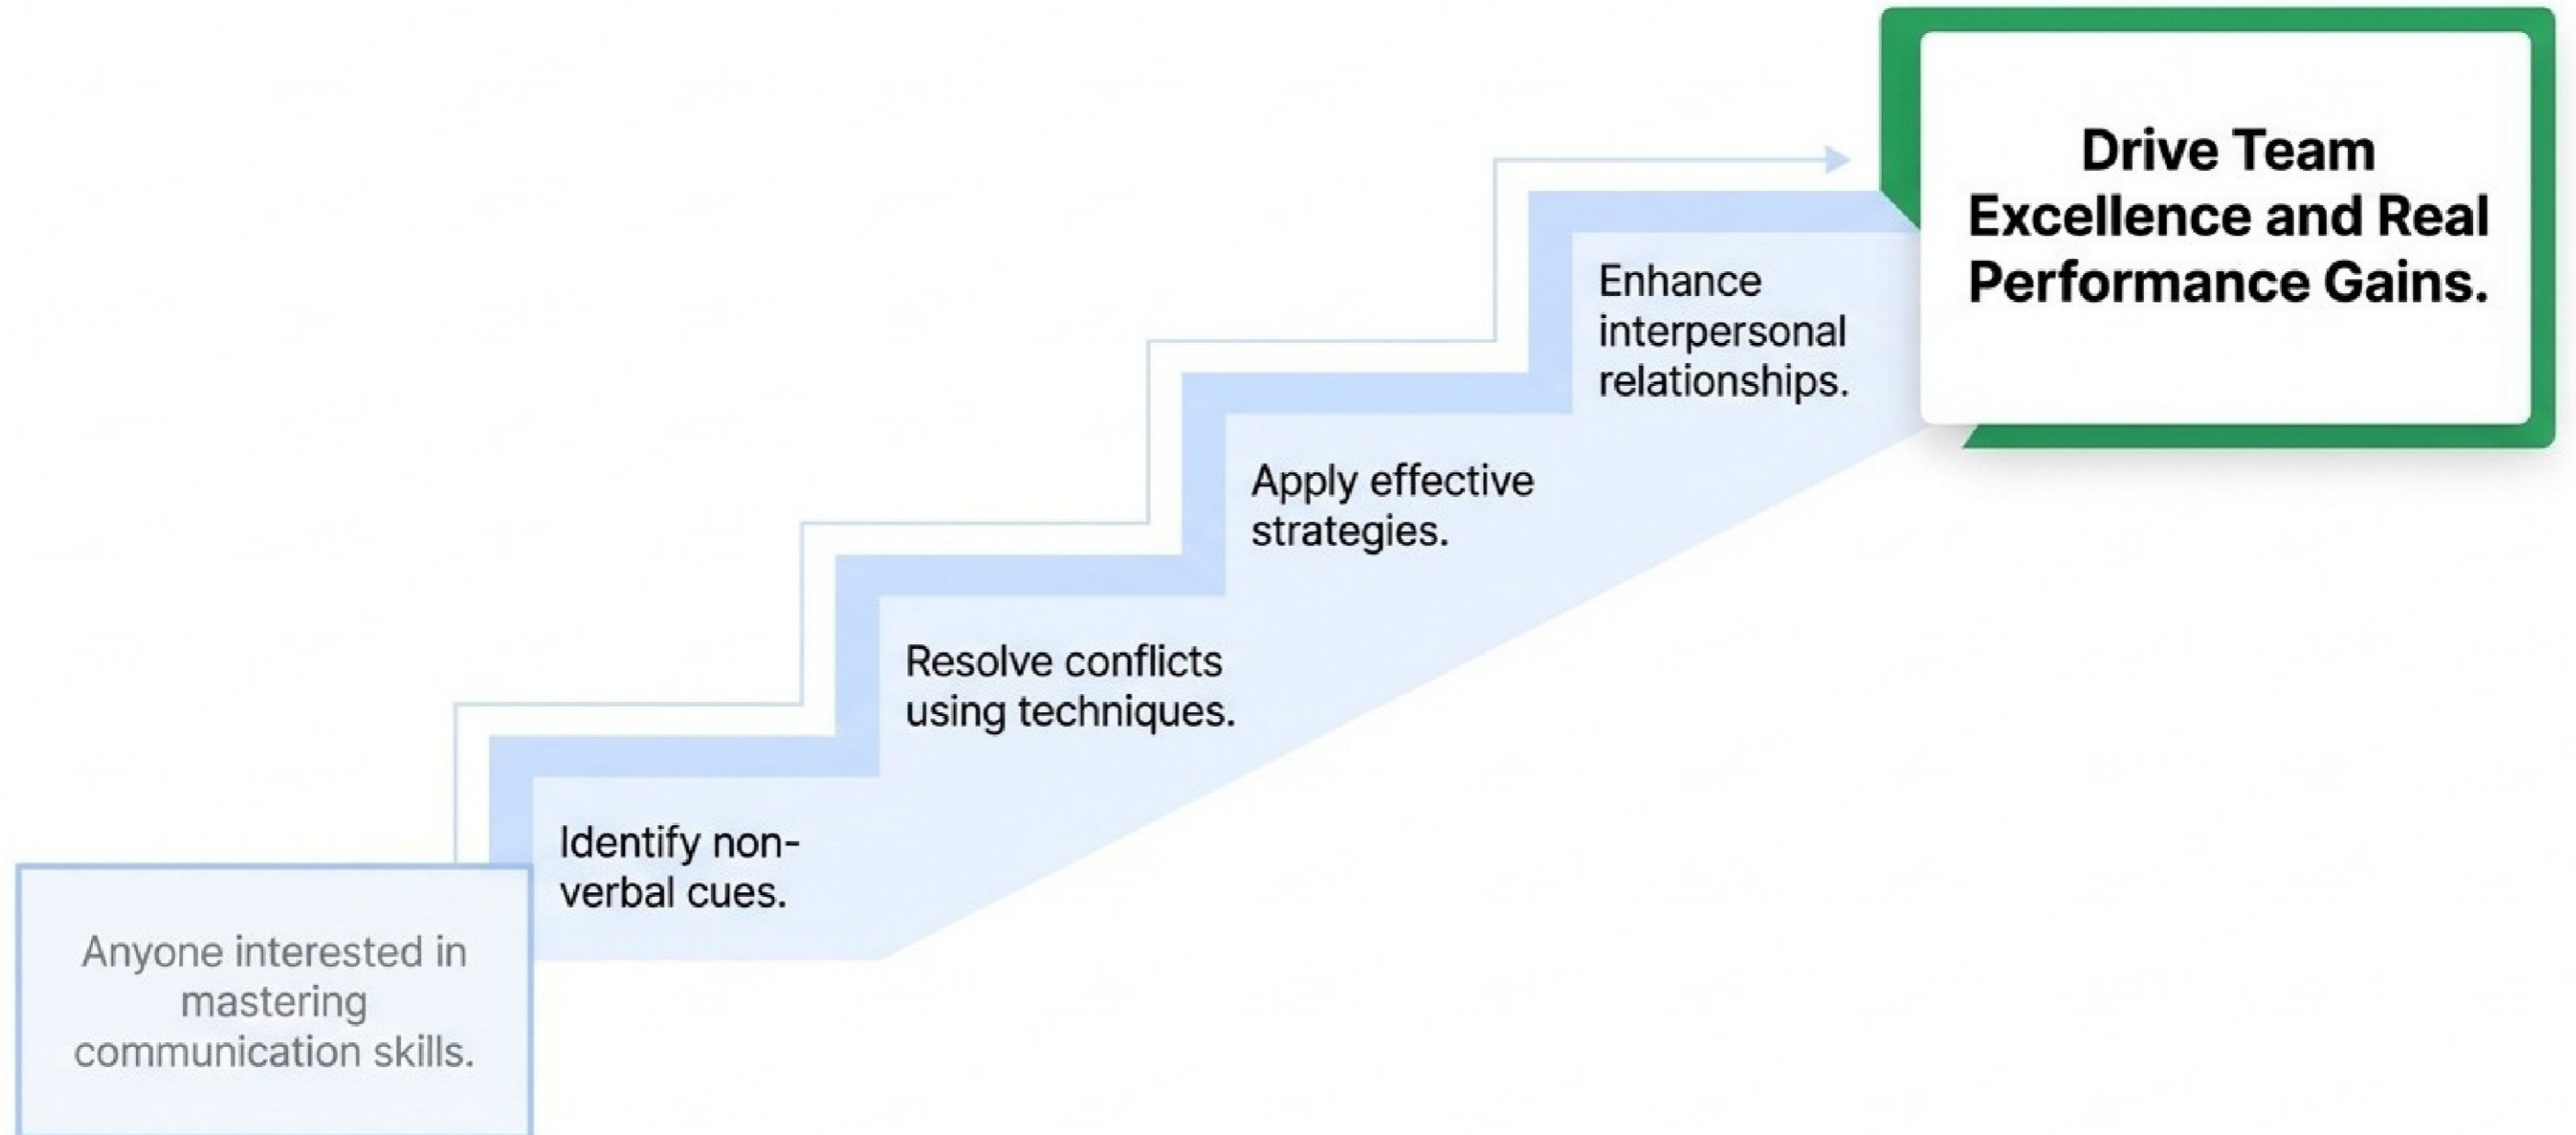 Drive Team
Excellence and Real
Performance Gains.
Enhance
interpersonal
relationships.
Apply effective
strategies.
Resolve conflicts
using techniques.
Identify non-
verbal cues.
Anyone interested in
mastering
communication skills.